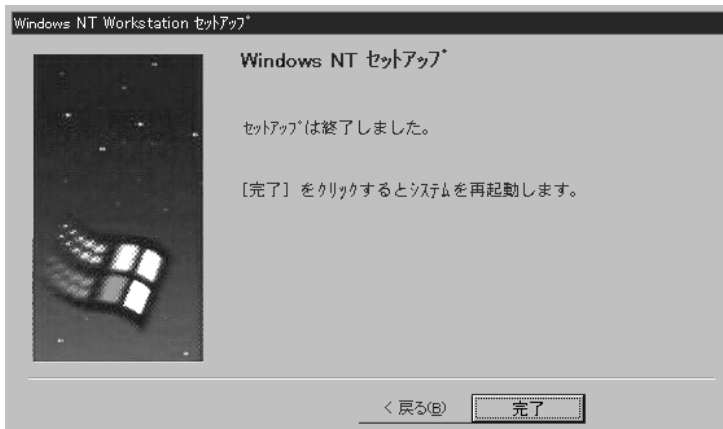 Windows NT Workstation ｾｯﾄｱｯﾌﾟ
Windows NT ｾｯﾄｱｯﾌﾟ
ｾｯﾄｱｯﾌﾟは終了しました。
[完了] をｸﾘｯｸするとｼｽﾃﾑを再起動します。
< 戻る(B)
完了